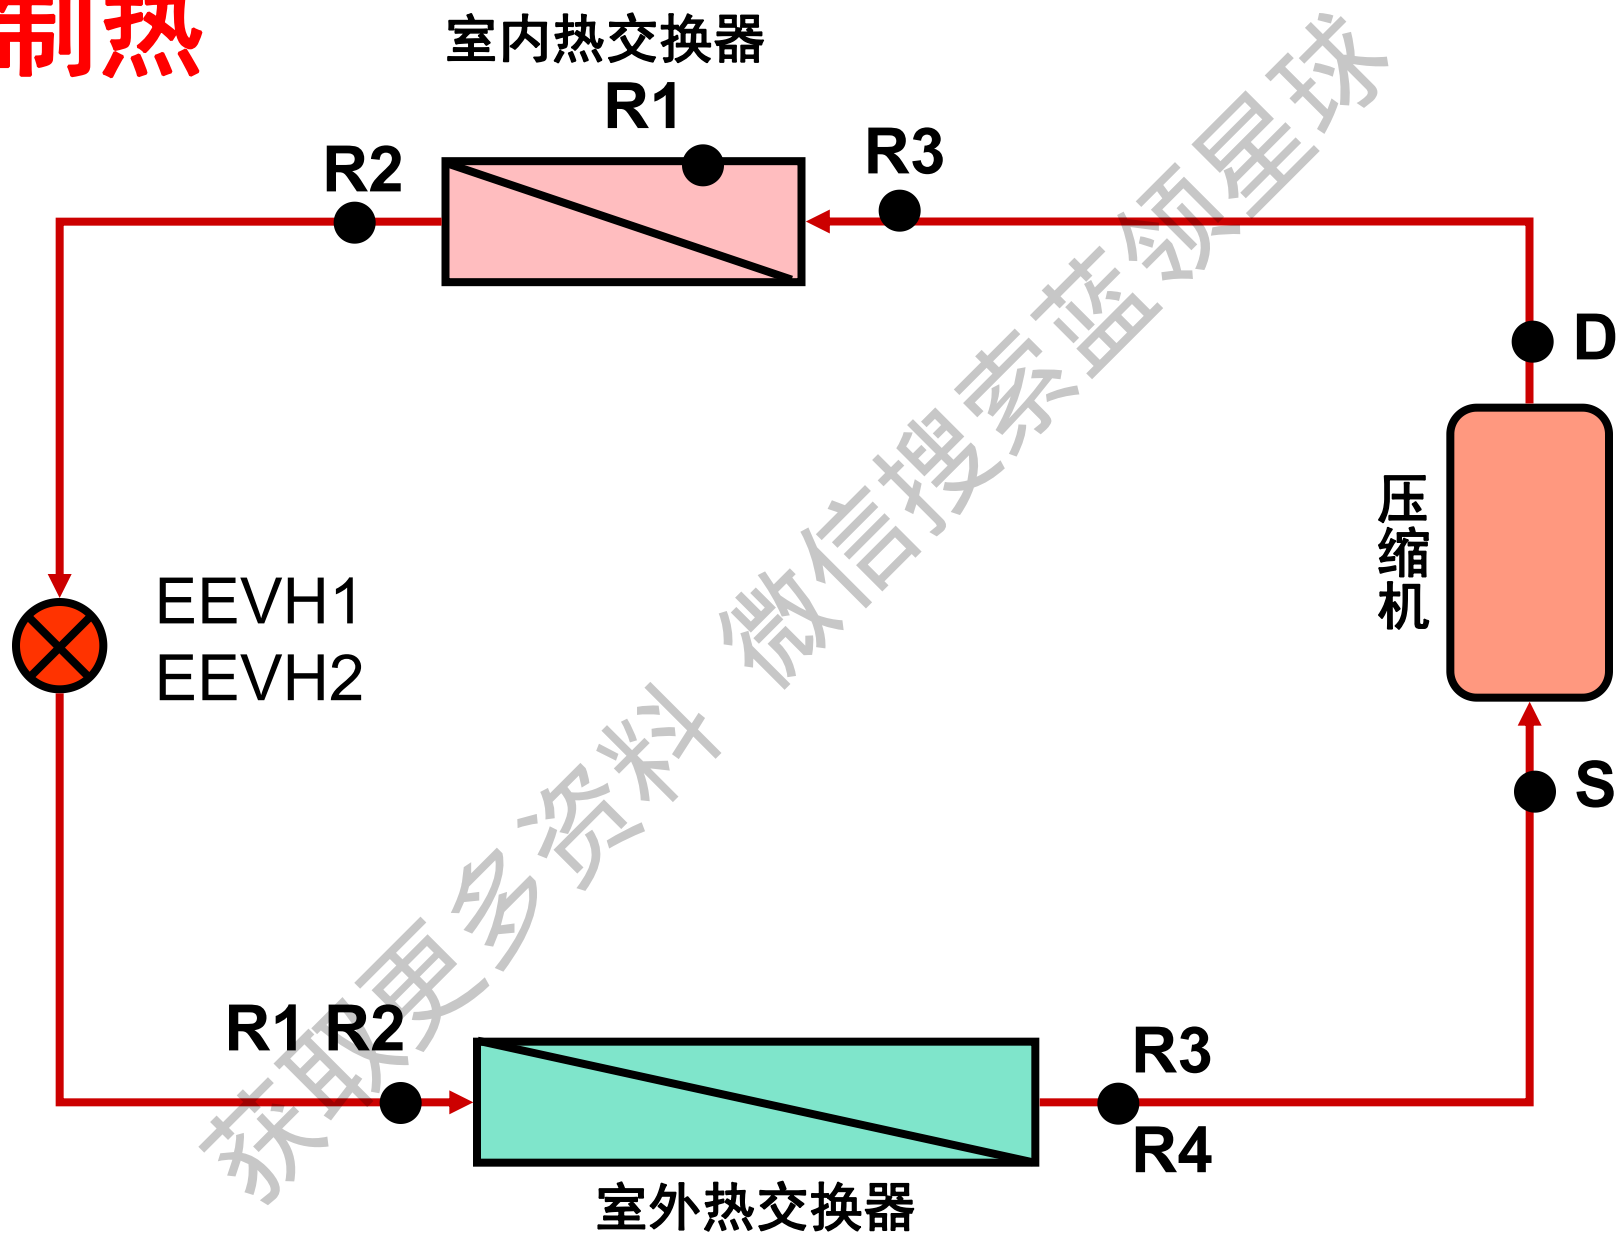 制热
室内热交换器
R1
R2
R3
D
压缩机
EEVH1
EEVH2
S
R1 R2
R3
R4
室外热交换器
获取更多资料 微信搜索蓝领星球